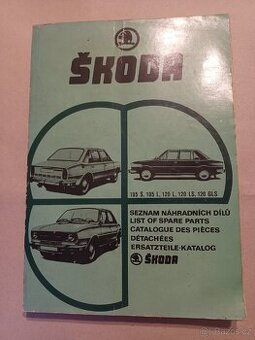 ŠKODA
105 S, 105 L, 120 L, 120 LS, 120 GLS
SEZNAM NÁHRADNÍCH DÍLŮ
LIST OF SPARE PARTS
CATALOGUE DES PIÈCES
DÉTACHÉES
ERSATZTEILE-KATALOG
ŠKODA